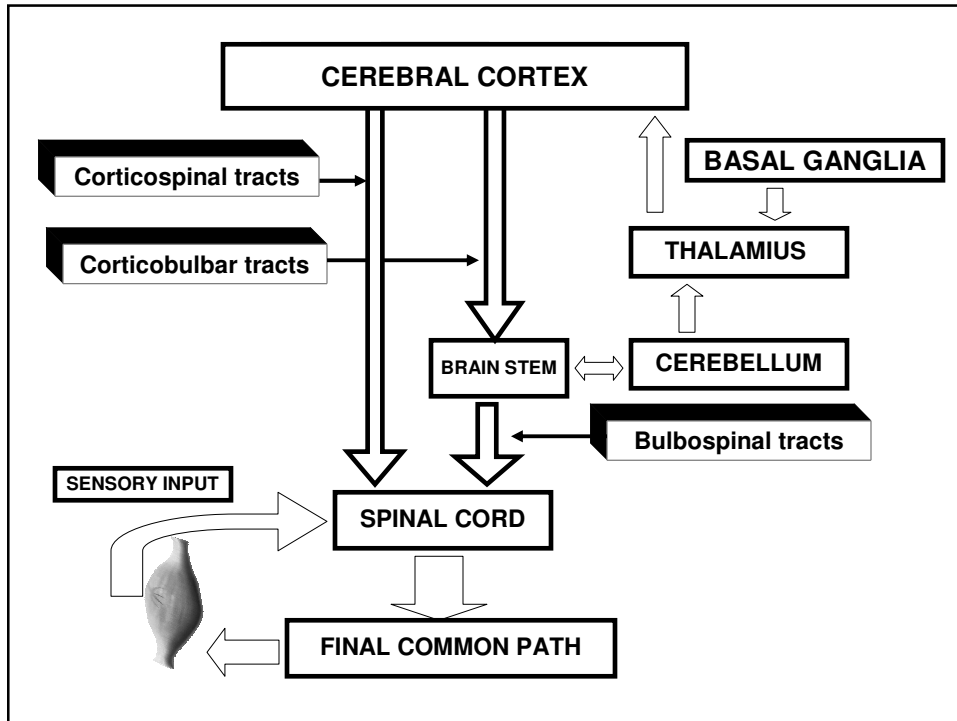 CEREBRAL CORTEX
BASAL GANGLIA
Corticospinal tracts
THALAMIUS
Corticobulbar tracts
BRAIN STEM
CEREBELLUM
Bulbospinal tracts
SENSORY INPUT
SPINAL CORD
FINAL COMMON PATH